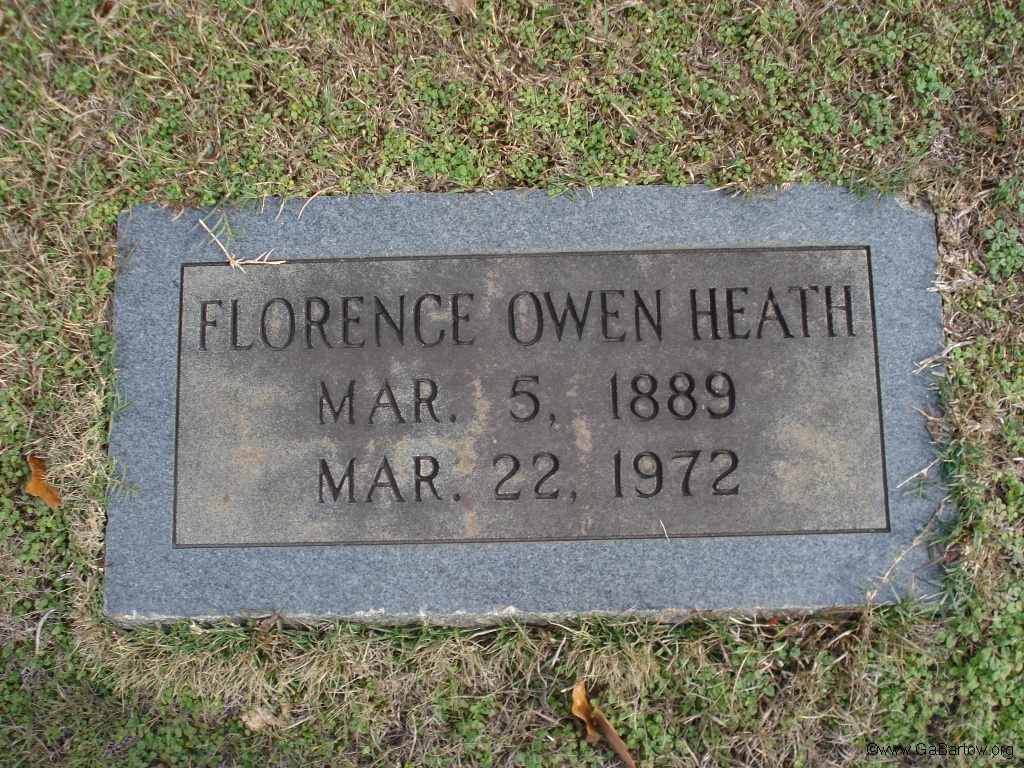 FLORENCE OWEN HEATH
MAR. 5, 1889
MAR. 22, 1972
©www.GaBartow.org